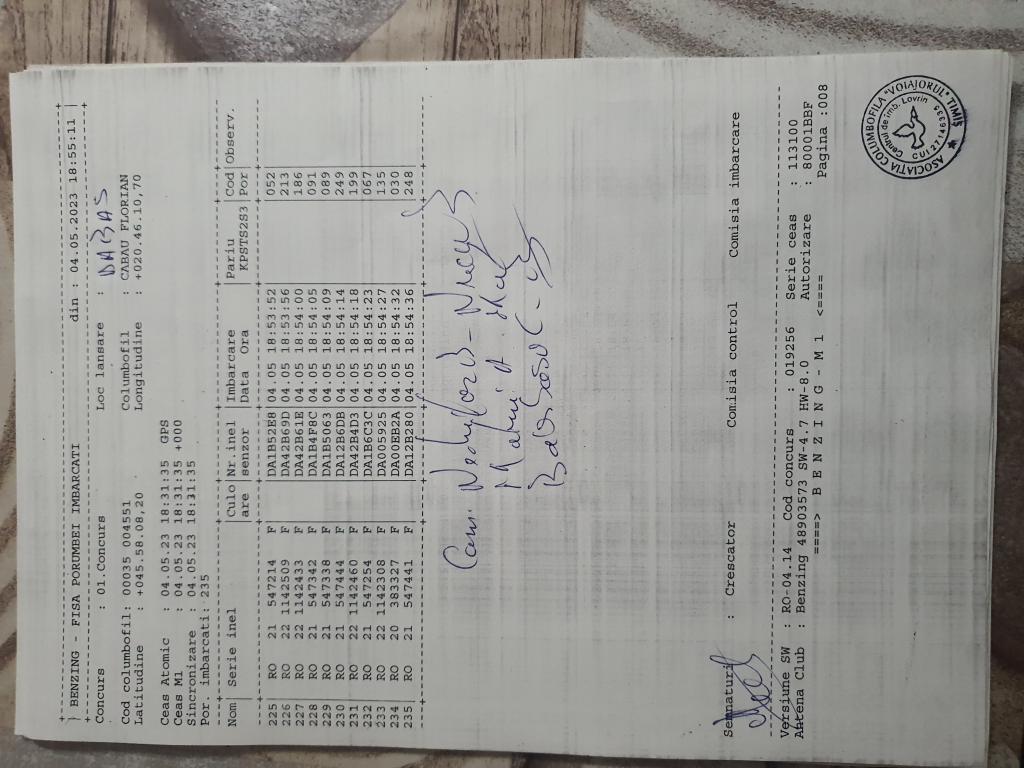 BENZING - FISA PORUMBEI IMBARCATI din : 04.05.2023 18:55:11
Concurs : 01.Concurs Loc lansare : DABAS
Cod columbofil: 00035 004551 Columbofil : CABAU FLORIAN
Latitudine : +045.58.08,20 Longitudine : +020.46.10,70
Ceas Atomic : 04.05.23 18:31:35 GPS
Ceas M1 : 04.05.23 18:31:35 +000
Sincronizare : 04.05.23 18:31:35
Por. imbarcati: 235
Nom| Serie inel |Culo|Nr inel |Imbarcare |Pariu |Cod|Observ.
|are |senzor |Data Ora |KPSTS2S3|Por|
225 RO 21 547214 F DA1B52E8 04.05 18:53:52 052
226 RO 22 1142509 F DA42B69D 04.05 18:53:56 213
227 RO 22 1142433 F DA42B61E 04.05 18:54:00 186
228 RO 21 547342 F DA1B4F8C 04.05 18:54:05 091
229 RO 21 547338 F DA1B5063 04.05 18:54:09 089
230 RO 21 547444 F DA12B6DB 04.05 18:54:14 249
231 RO 22 1142460 F DA42B4D3 04.05 18:54:18 199
232 RO 21 547254 F DA1B6C3C 04.05 18:54:23 067
233 RO 22 1142308 F DA005925 04.05 18:54:27 135
234 RO 20 383327 F DA00EB2A 04.05 18:54:32 030
235 RO 21 547441 F DA12B280 04.05 18:54:36 248
Semnaturi : Crescator Comisia control Comisia imbarcare
Versiune SW : RO-04.14 Cod concurs : 019256 Serie ceas : 113100
Antena Club : Benzing 48903573 SW-4.7 HW-8.0 Autorizare : 80001BBF
====> B E N Z I N G - M 1 <==== Pagina :008
ASOCIAȚIA COLUMBOFILA "VOIAJORUL" TIMIȘ
Centrul de imb. Lovrin